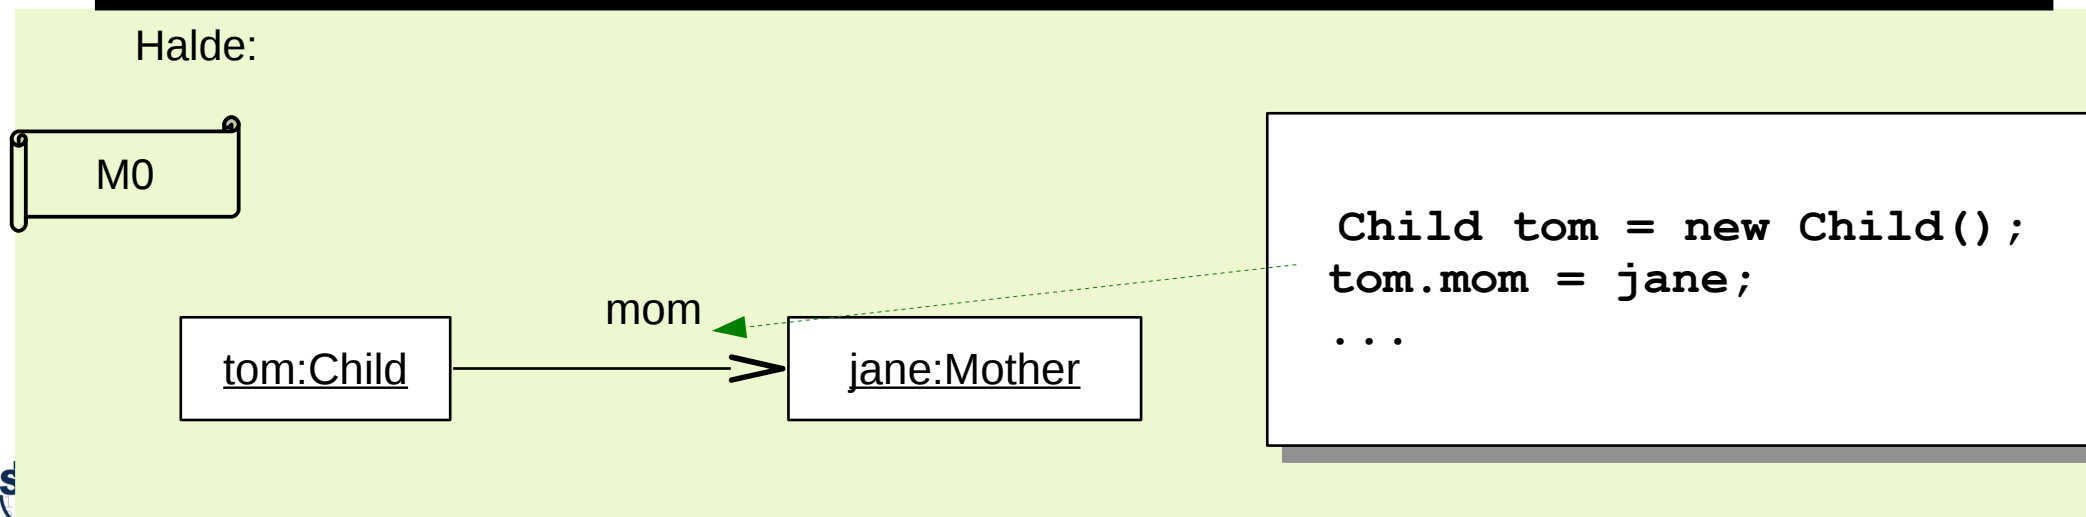 Halde:
M0
Child tom = new Child();
tom.mom = jane;
...
mom
tom:Child
jane:Mother